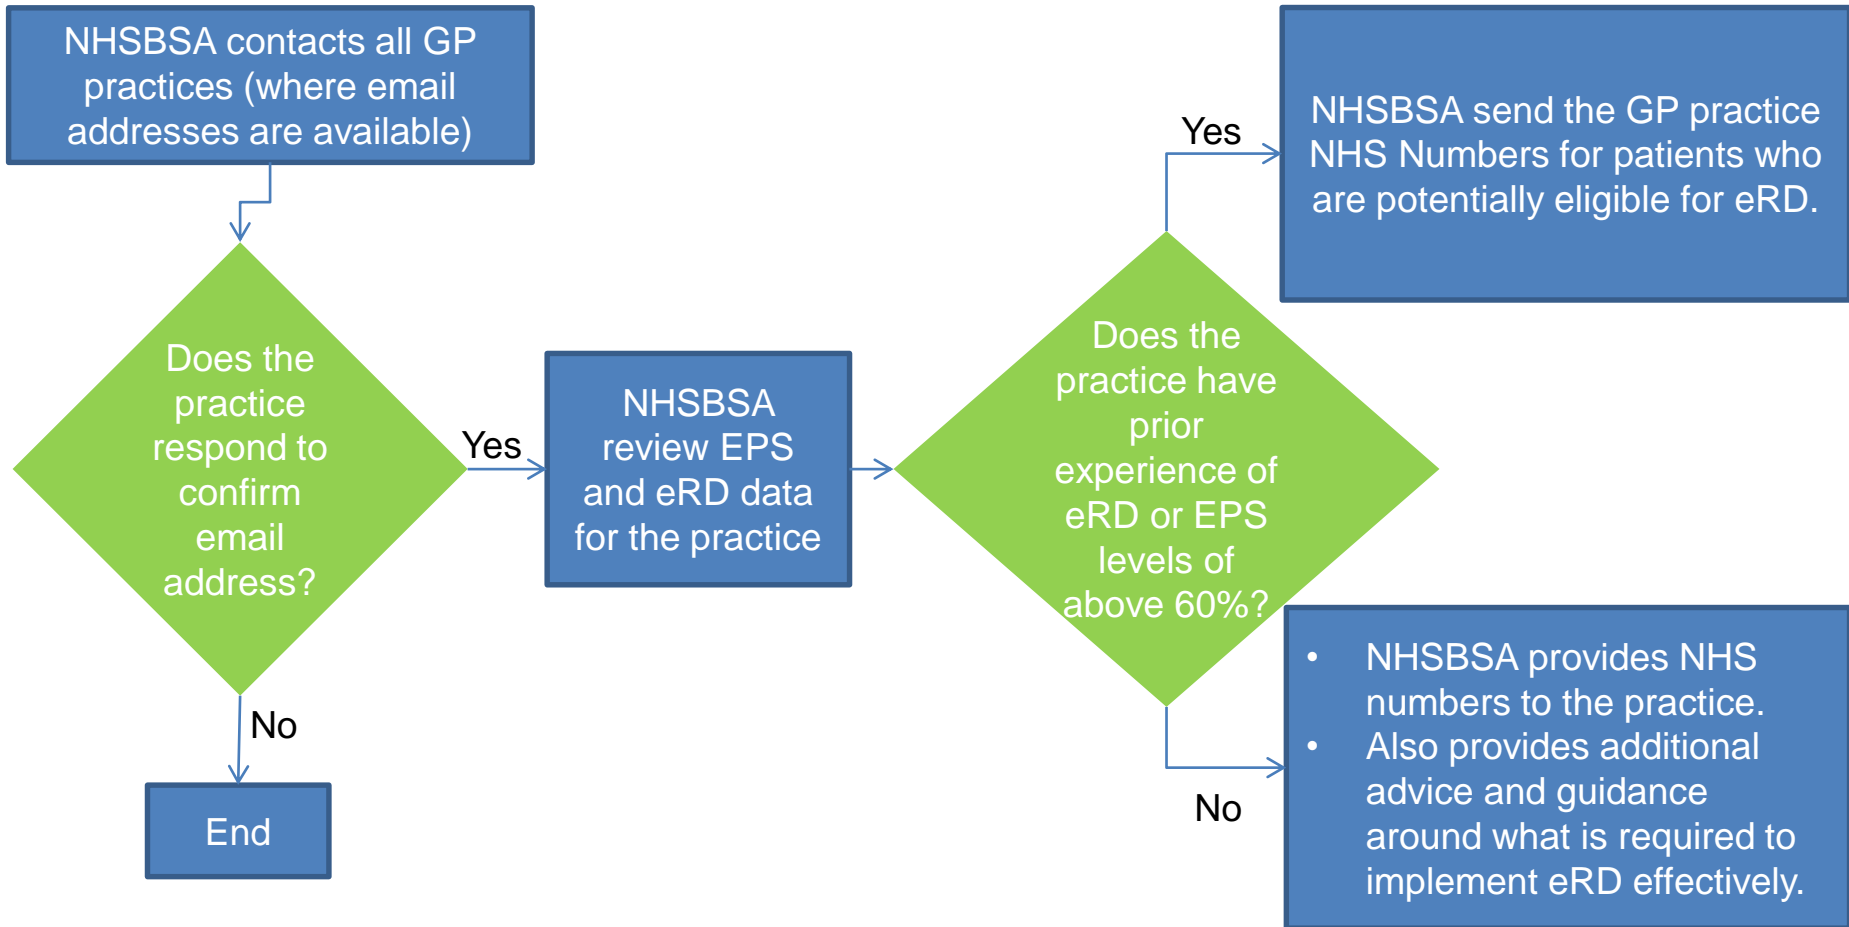 NHSBSA contacts all GP
practices (where email
addresses are available)
Does the
practice
respond to
confirm
email
address?
No
End
Yes
NHSBSA
review EPS
and eRD data
for the practice
Does the
practice have
prior
experience of
eRD or EPS
levels of
above 60%?
Yes
NHSBSA send the GP practice
NHS Numbers for patients who
are potentially eligible for eRD.
No
• NHSBSA provides NHS
numbers to the practice.
• Also provides additional
advice and guidance
around what is required to
implement eRD effectively.